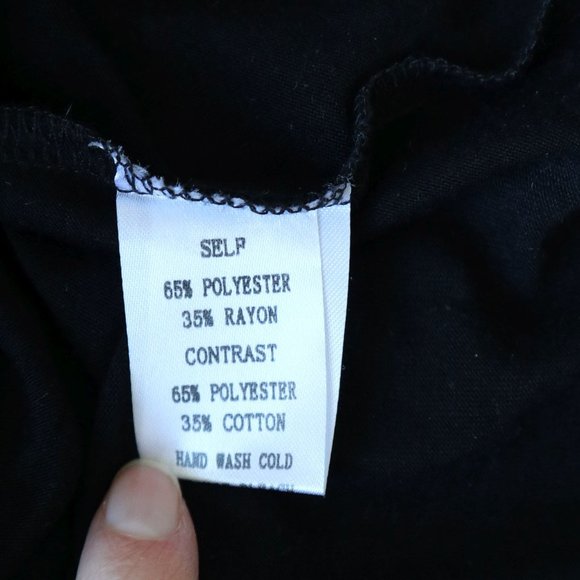 SELF
65% POLYESTER
35% RAYON
CONTRAST
65% POLYESTER
35% COTTON
HAND WASH COLD